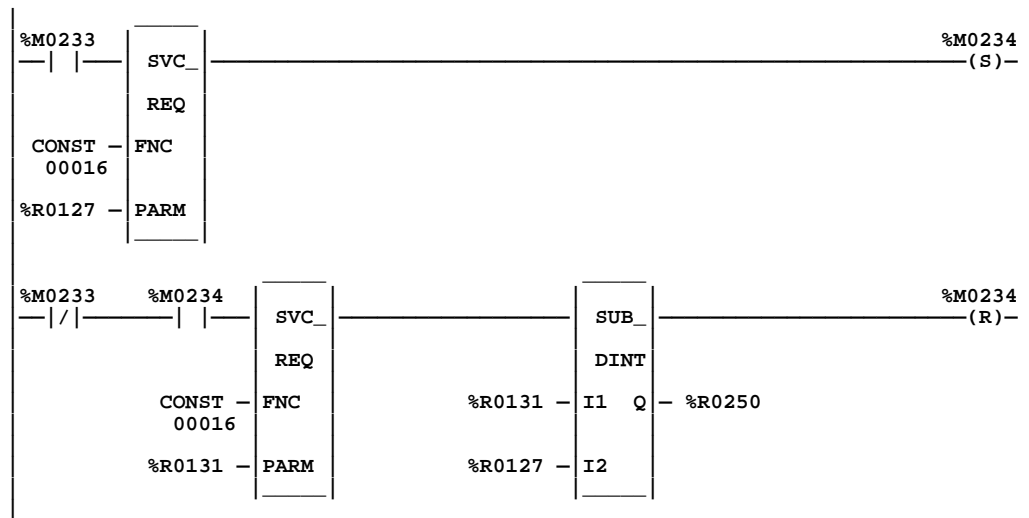 %M0233 %M0234
SVC_ (S)
REQ
CONST FNC
00016
%R0127 PARM
%M0233 %M0234 %M0234
/ SVC_ SUB_ (R)
REQ DINT
CONST FNC %R0131 I1 Q %R0250
00016
%R0131 PARM %R0127 I2